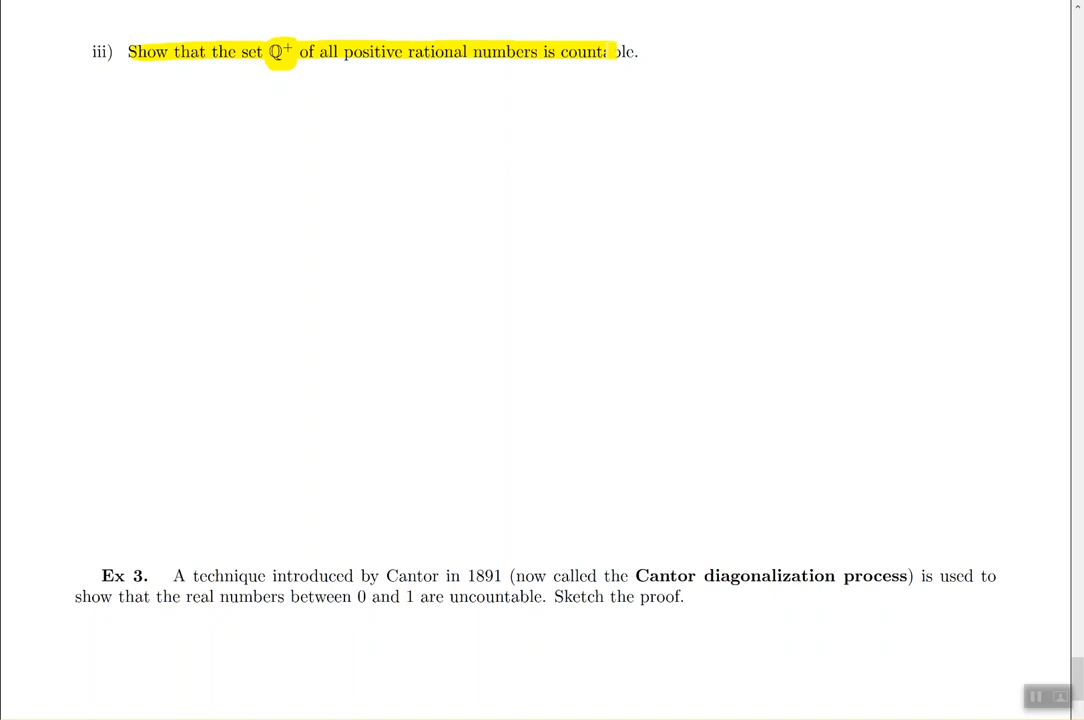 iii) Show that the set ℚ⁺ of all positive rational numbers is countable.
Ex 3. A technique introduced by Cantor in 1891 (now called the Cantor diagonalization process) is used to
show that the real numbers between 0 and 1 are uncountable. Sketch the proof.